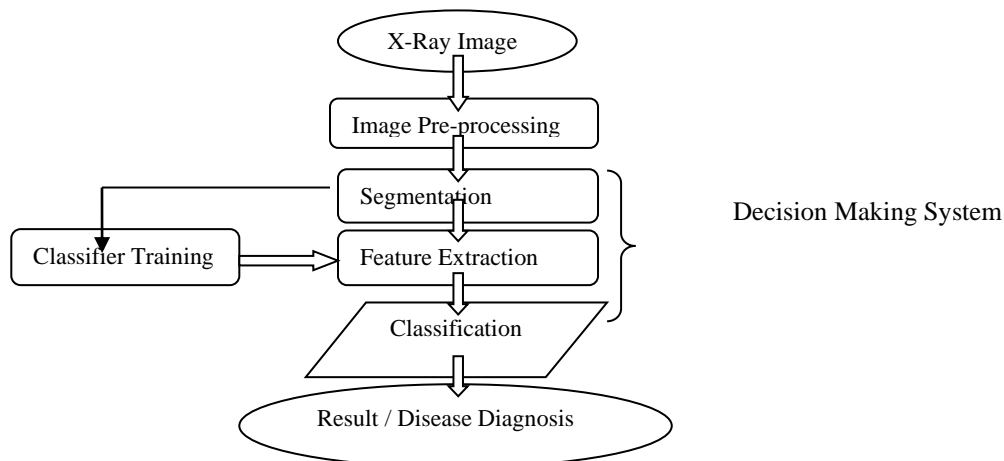 X-Ray Image
Image Pre-processing
Segmentation
Decision Making System
Classifier Training
Feature Extraction
Classification
Result / Disease Diagnosis